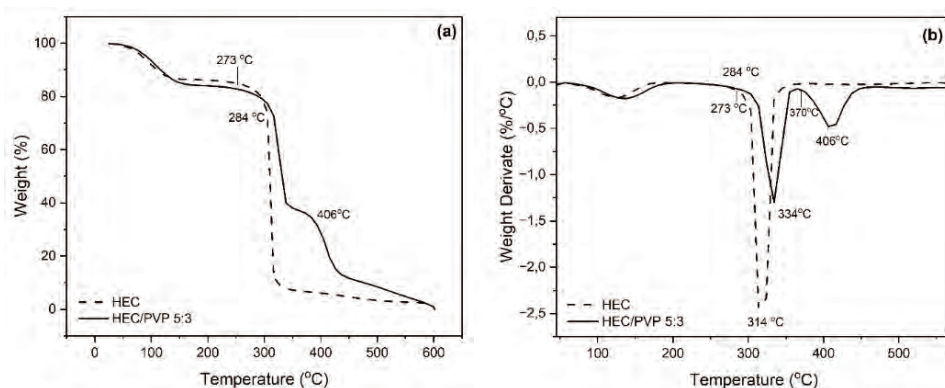 (a)
100
80
60
40
20
0
Weight (%)
273 °C
284 °C
406°C
HEC
HEC/PVP 5:3
0 100 200 300 400 500 600
Temperature (°C)
(b)
0,0
−0,5
−1,0
−1,5
−2,0
−2,5
Weight Derivate (%/°C)
284 °C
273°C
370°C
406°C
334°C
314 °C
HEC
HEC/PVP 5:3
100 200 300 400 500
Temperature (°C)